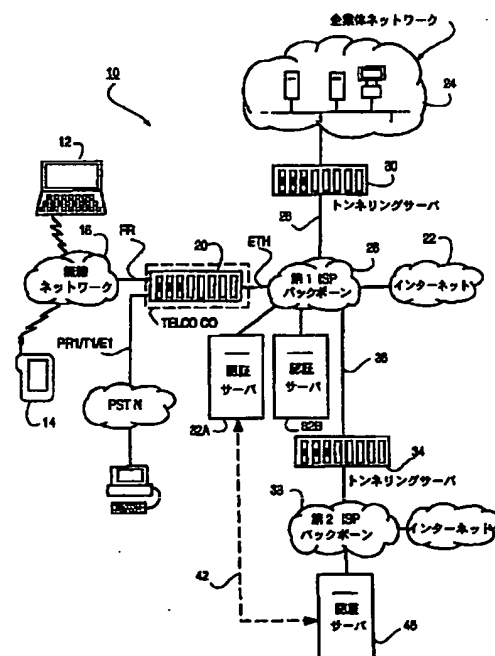 企業体ネットワーク
10
24
12
30
トンネリングサーバ
28
16
FR
20
ETH
26
22
無線
ネットワーク
第1 ISP
バックボーン
インターネット
TELCO CO
PR1/T1/E1
14
36
認証
サーバ
認証
サーバ
PSTN
32A
32B
34
トンネリングサーバ
33
第2 ISP
バックボーン
インターネット
42
認証
サーバ